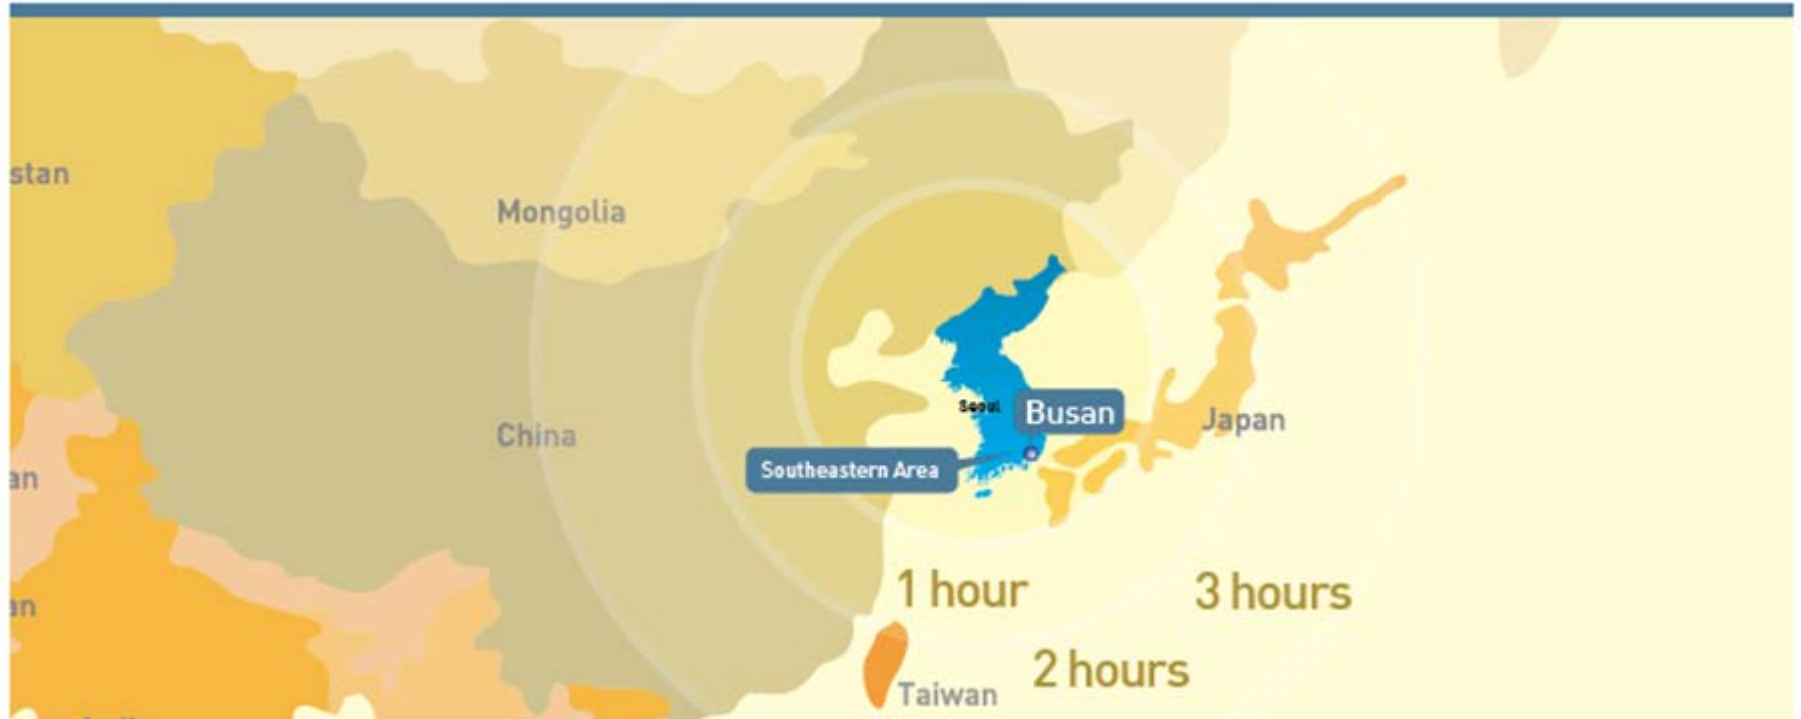 stan
Mongolia
Seoul
Busan
Japan
China
Southeastern Area
an
1 hour
3 hours
an
2 hours
Taiwan